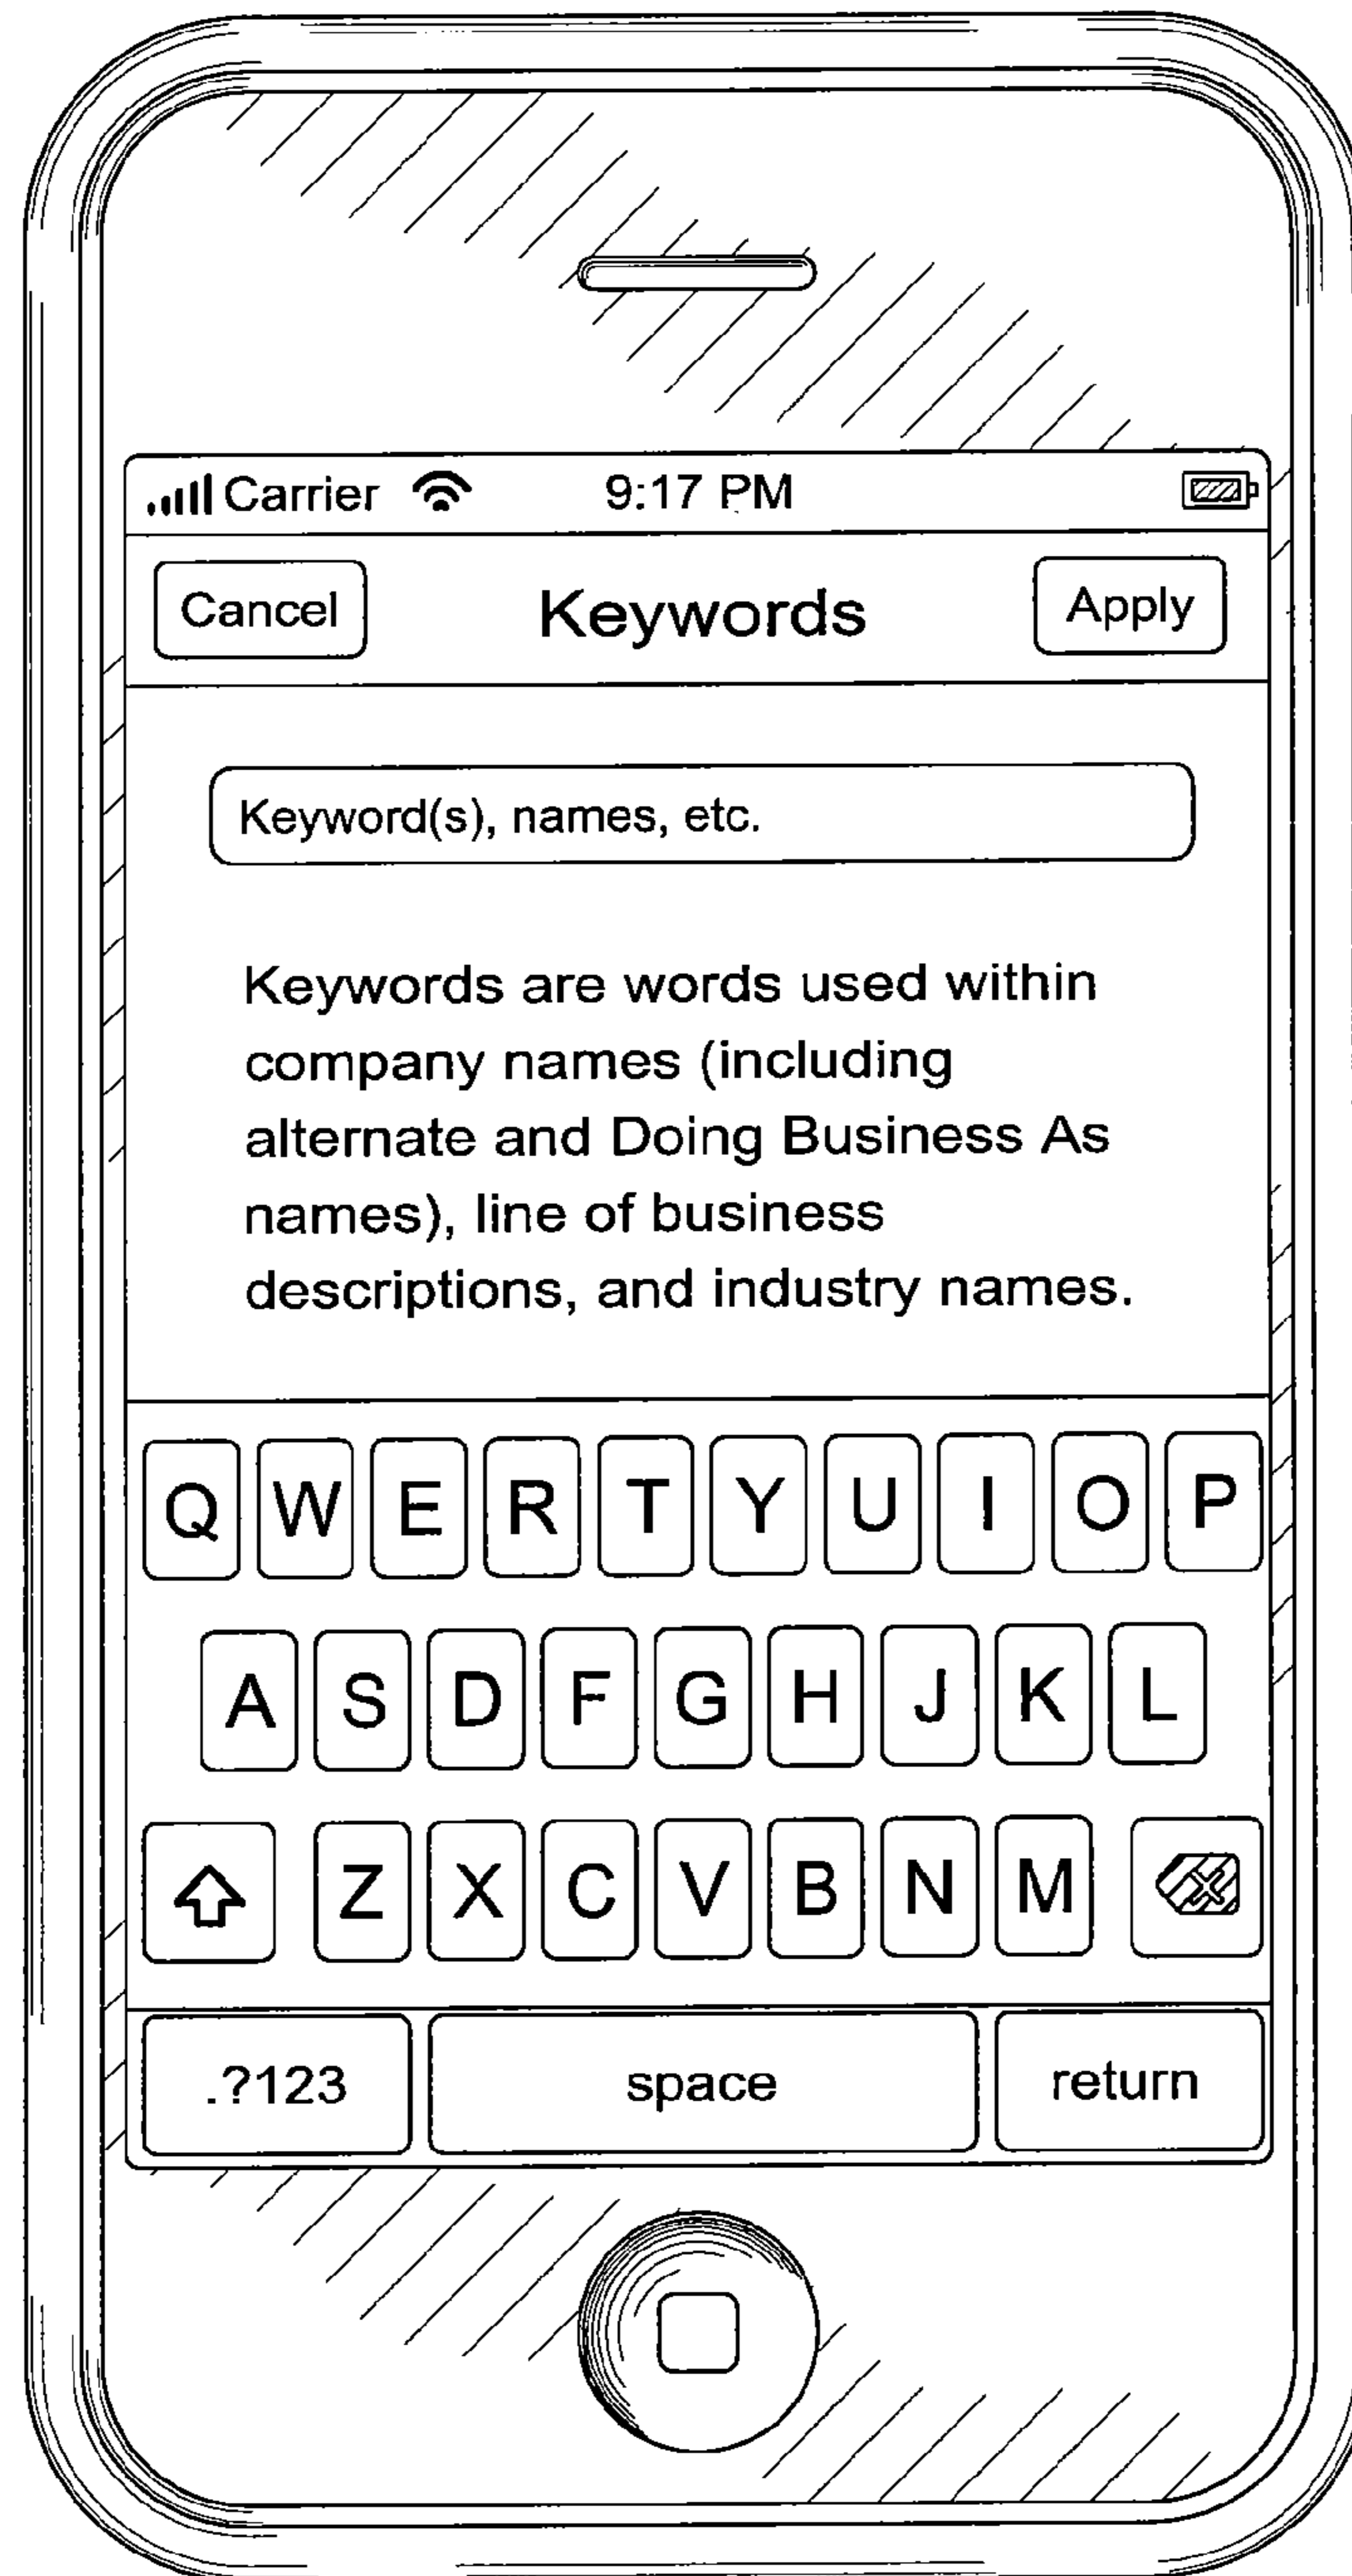 Carrier 9:17 PM
Cancel Keywords Apply
Keyword(s), names, etc.
Keywords are words used within
company names (including
alternate and Doing Business As
names), line of business
descriptions, and industry names.
Q W E R T Y U I O P
A S D F G H J K L
Z X C V B N M
.?123 space return